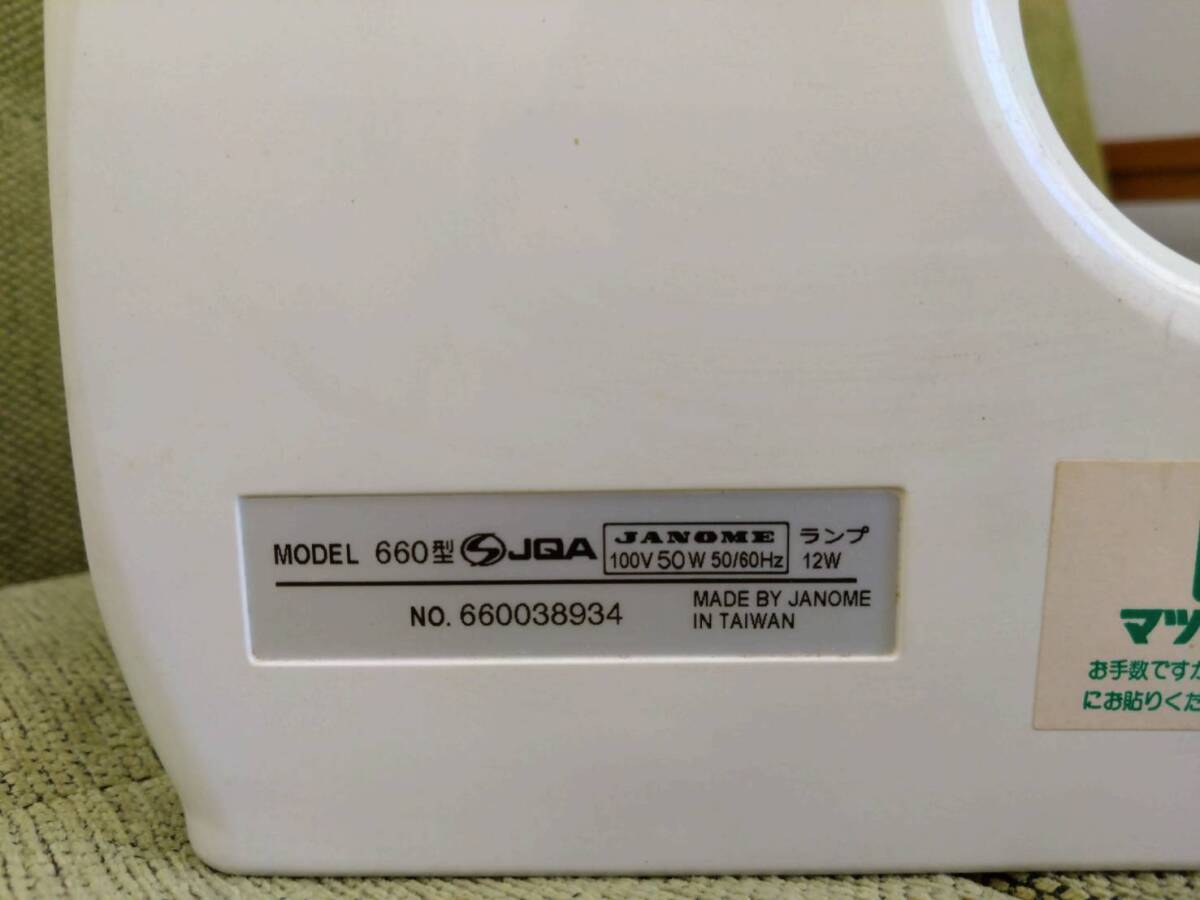 MODEL 660型 JQA JANOME ランプ
100V 50W 50/60Hz 12W
NO. 660038934 MADE BY JANOME
IN TAIWAN
マツ
お手数ですが
にお貼りくだ